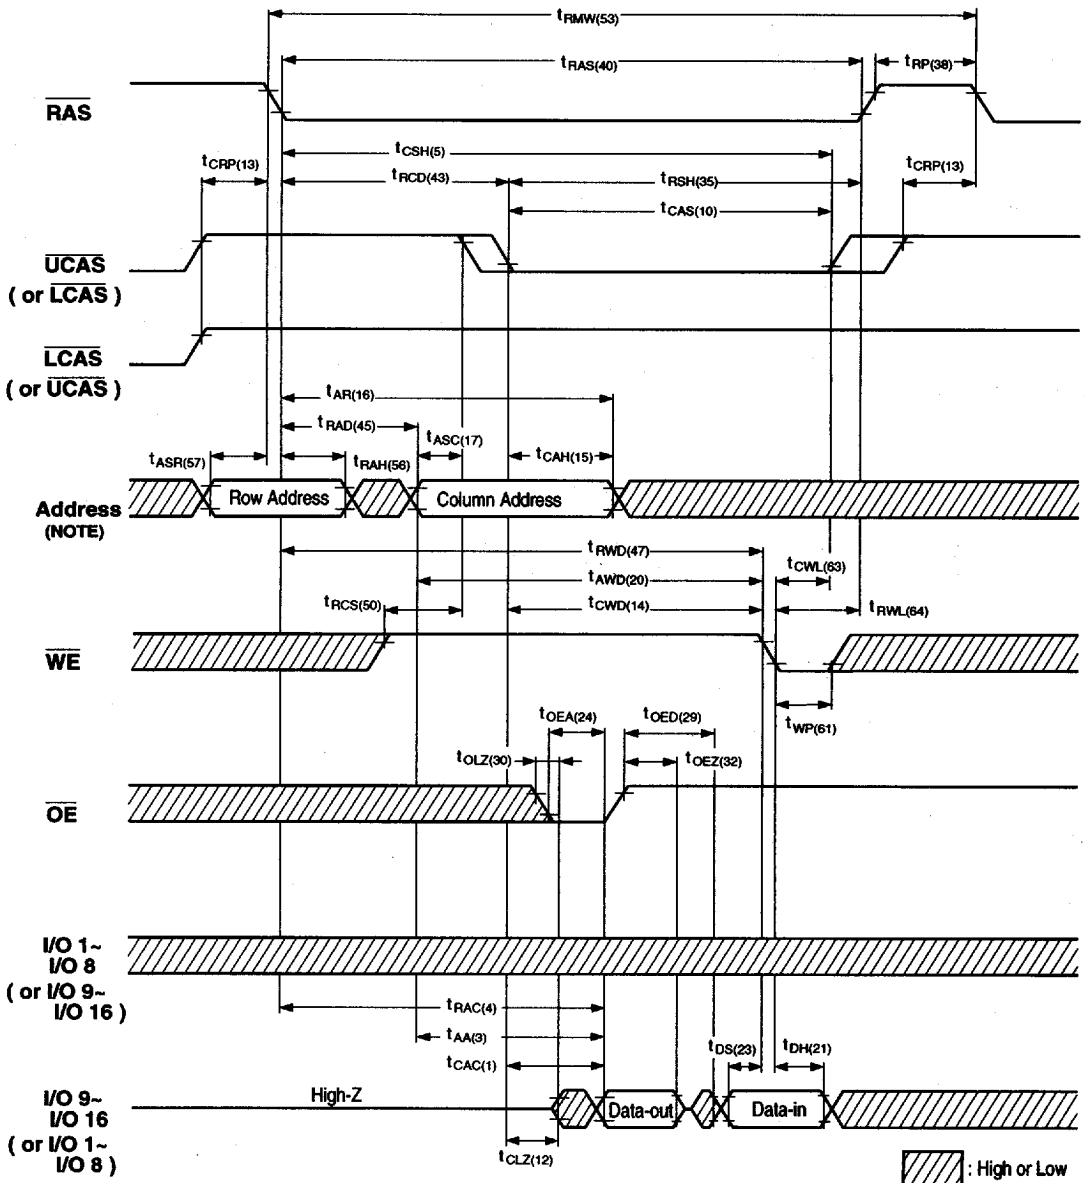 tRMW(53)
tRAS(40)
tRP(38)
RAS
tCSH(5)
tCRP(13)
tRCD(43)
tRSH(35)
tCRP(13)
tCAS(10)
UCAS
( or LCAS )
LCAS
( or UCAS )
tAR(16)
tRAD(45)
tASC(17)
tASR(57)
tRAH(56)
tCAH(15)
Row Address
Column Address
Address
(NOTE)
tRWD(47)
tCWL(63)
tAWD(20)
tRCS(50)
tCWD(14)
tRWL(64)
WE
tWP(61)
tOEA(24)
tOED(29)
tOLZ(30)
tOEZ(32)
OE
I/O 1~
I/O 8
( or I/O 9~
I/O 16 )
tRAC(4)
tAA(3)
tCAC(1)
tDS(23)
tDH(21)
I/O 9~
I/O 16
( or I/O 1~
I/O 8 )
High-Z
Data-out
Data-in
tCLZ(12)
: High or Low